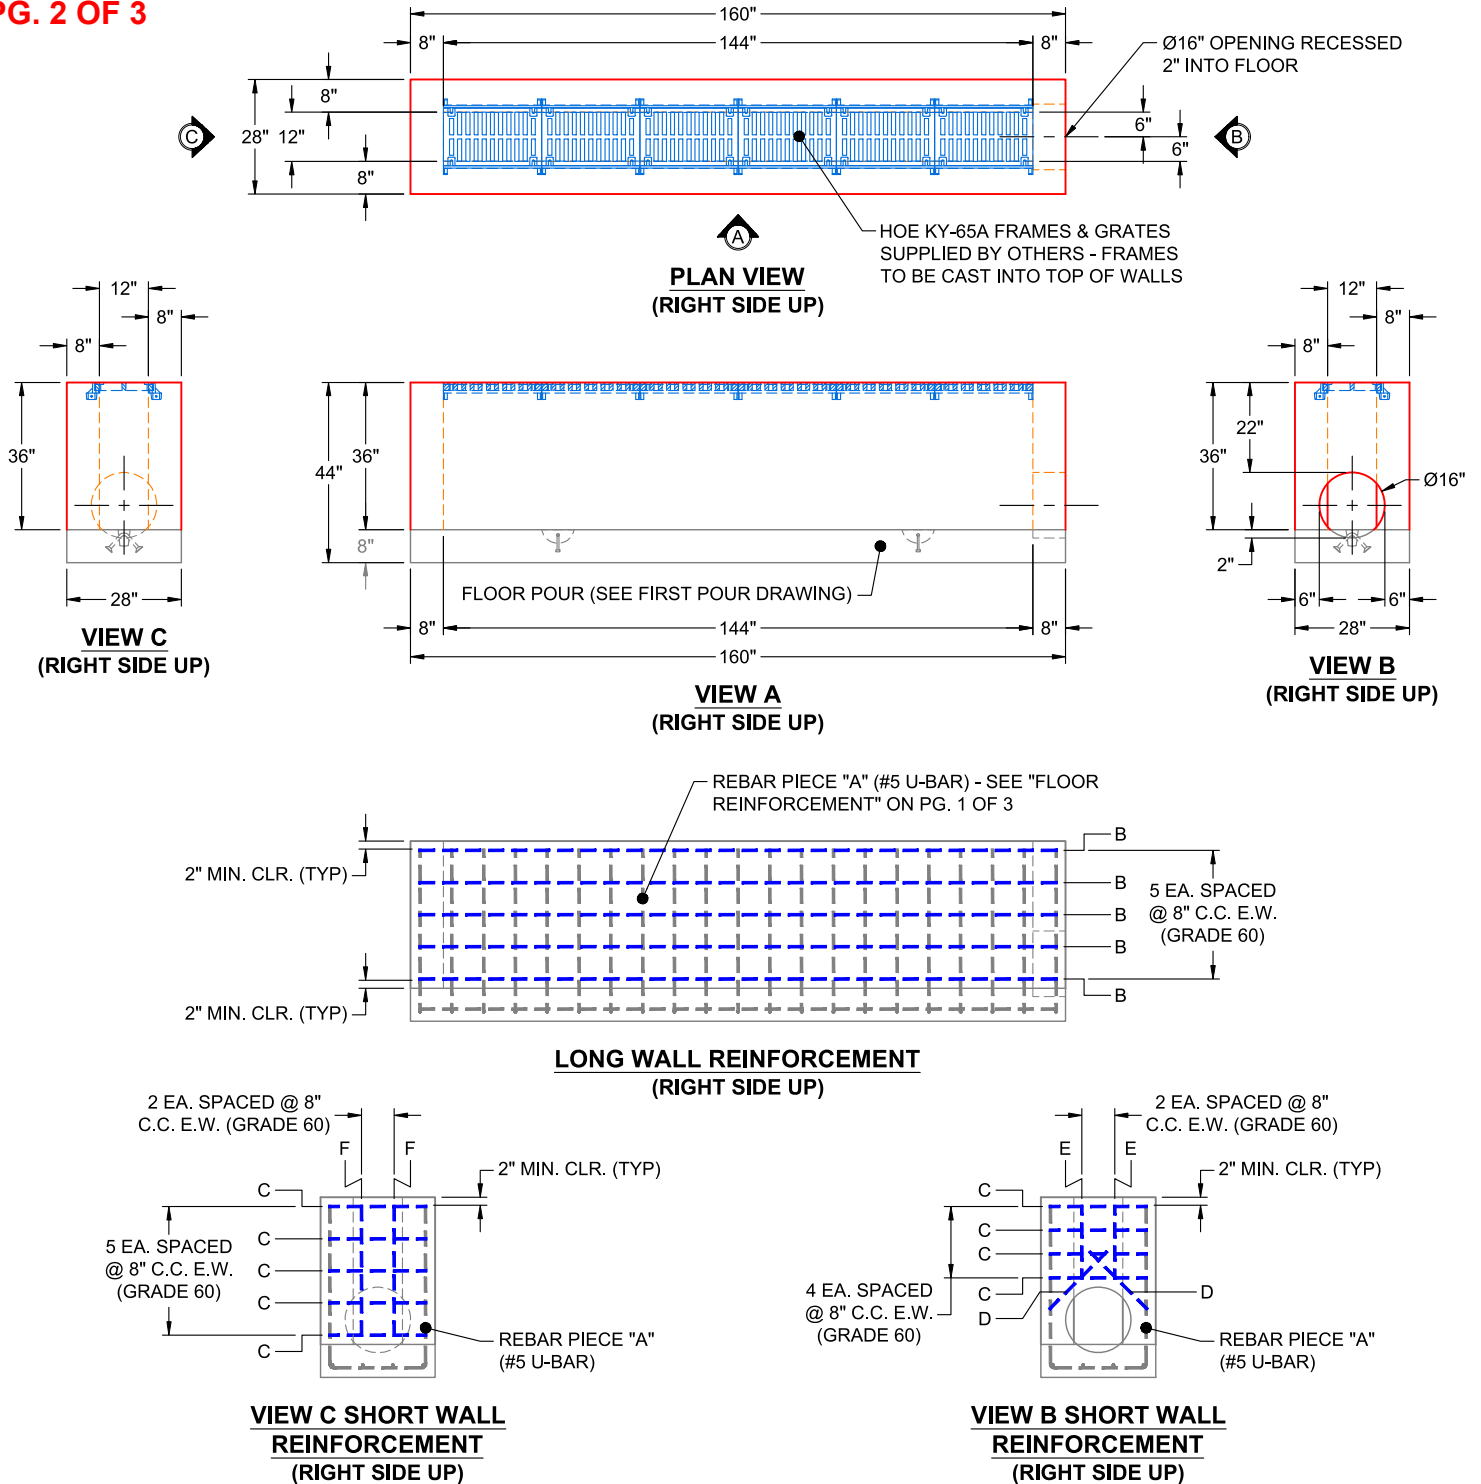 PG. 2 OF 3
160"
8"
144"
8"
Ø16" OPENING RECESSED
2" INTO FLOOR
8"
28"
12"
8"
6"
6"
C
B
A
HOE KY-65A FRAMES & GRATES
SUPPLIED BY OTHERS - FRAMES
TO BE CAST INTO TOP OF WALLS
PLAN VIEW
(RIGHT SIDE UP)
12"
8"
8"
36"
28"
VIEW C
(RIGHT SIDE UP)
44"
36"
8"
FLOOR POUR (SEE FIRST POUR DRAWING)
8"
144"
8"
160"
VIEW A
(RIGHT SIDE UP)
12"
8"
8"
22"
36"
Ø16"
2"
6"
6"
28"
VIEW B
(RIGHT SIDE UP)
REBAR PIECE "A" (#5 U-BAR) - SEE "FLOOR
REINFORCEMENT" ON PG. 1 OF 3
2" MIN. CLR. (TYP)
B
B
B
B
B
5 EA. SPACED
@ 8" C.C. E.W.
(GRADE 60)
2" MIN. CLR. (TYP)
LONG WALL REINFORCEMENT
(RIGHT SIDE UP)
2 EA. SPACED @ 8"
C.C. E.W. (GRADE 60)
F
F
2" MIN. CLR. (TYP)
C
C
C
C
C
5 EA. SPACED
@ 8" C.C. E.W.
(GRADE 60)
REBAR PIECE "A"
(#5 U-BAR)
VIEW C SHORT WALL
REINFORCEMENT
(RIGHT SIDE UP)
2 EA. SPACED @ 8"
C.C. E.W. (GRADE 60)
E
E
2" MIN. CLR. (TYP)
C
C
C
C
D
D
4 EA. SPACED
@ 8" C.C. E.W.
(GRADE 60)
REBAR PIECE "A"
(#5 U-BAR)
VIEW B SHORT WALL
REINFORCEMENT
(RIGHT SIDE UP)